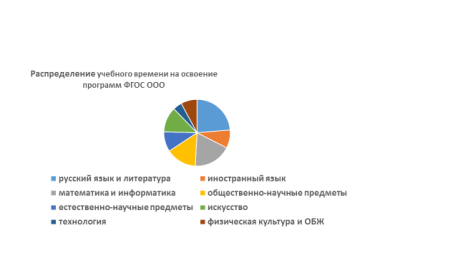 Распределение учебного времени на освоение
программ ФГОС ООО
русский язык и литература
иностранный язык
математика и информатика
общественно-научные предметы
естественно-научные предметы
искусство
технология
физическая культура и ОБЖ